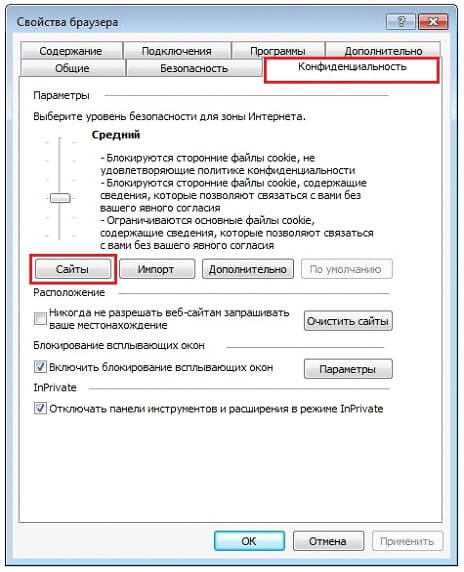 Свойства браузера
Содержание
Подключения
Программы
Дополнительно
Общие
Безопасность
Конфиденциальность
Параметры
Выберите уровень безопасности для зоны Интернета.
Средний
- Блокируются сторонние файлы cookie, не
удовлетворяющие политике конфиденциальности
- Блокируются сторонние файлы cookie, содержащие
сведения, которые позволяют связаться с вами без
вашего явного согласия
- Ограничиваются основные файлы cookie,
содержащие сведения, которые позволяют связаться
с вами без вашего явного согласия
Сайты
Импорт
Дополнительно
По умолчанию
Расположение
Никогда не разрешать веб-сайтам запрашивать
ваше местонахождение
Очистить сайты
Блокирование всплывающих окон
Включить блокирование всплывающих окон
Параметры
InPrivate
Отключать панели инструментов и расширения в режиме InPrivate
ОК
Отмена
Применить